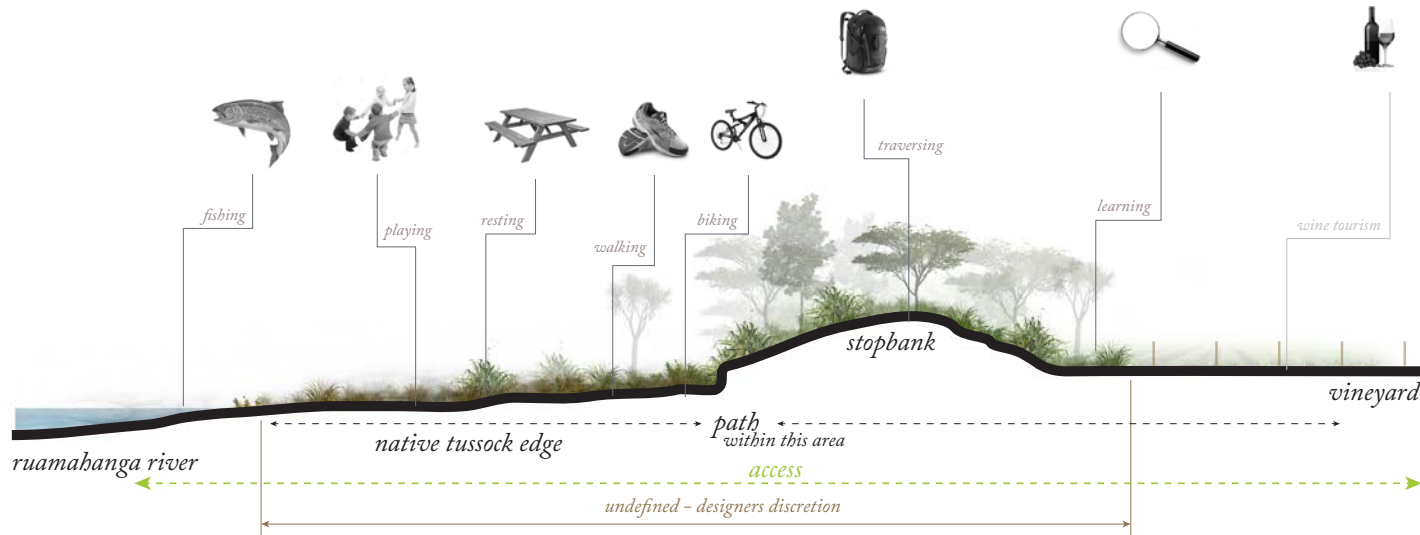 traversing
fishing
playing
resting
walking
biking
learning
wine tourism
stopbank
vineyard
path
within this area
native tussock edge
ruamahanga river
access
undefined - designers discretion